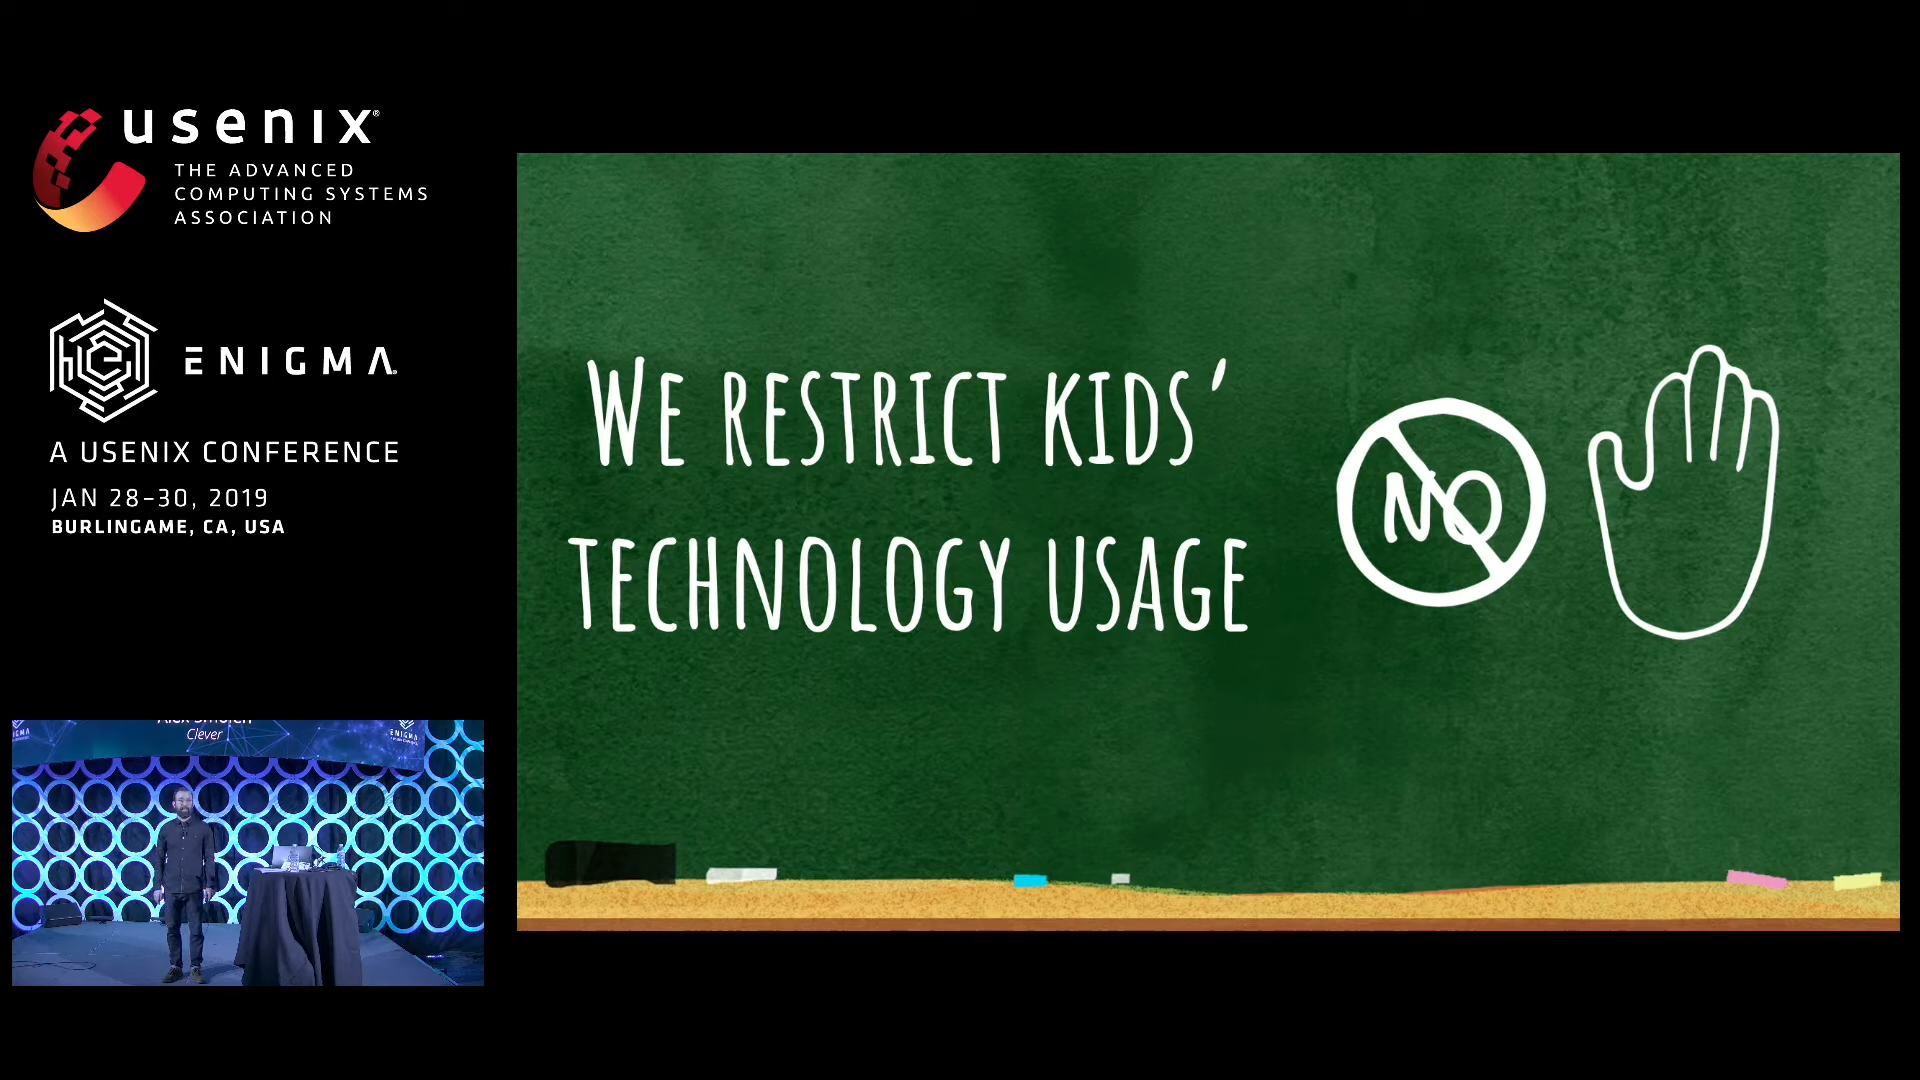 usenix®
THE ADVANCED
COMPUTING SYSTEMS
ASSOCIATION
ENIGMA®
A USENIX CONFERENCE
JAN 28–30, 2019
BURLINGAME, CA, USA
WE RESTRICT KIDS’
TECHNOLOGY USAGE
NO
Clever
ENIGMA